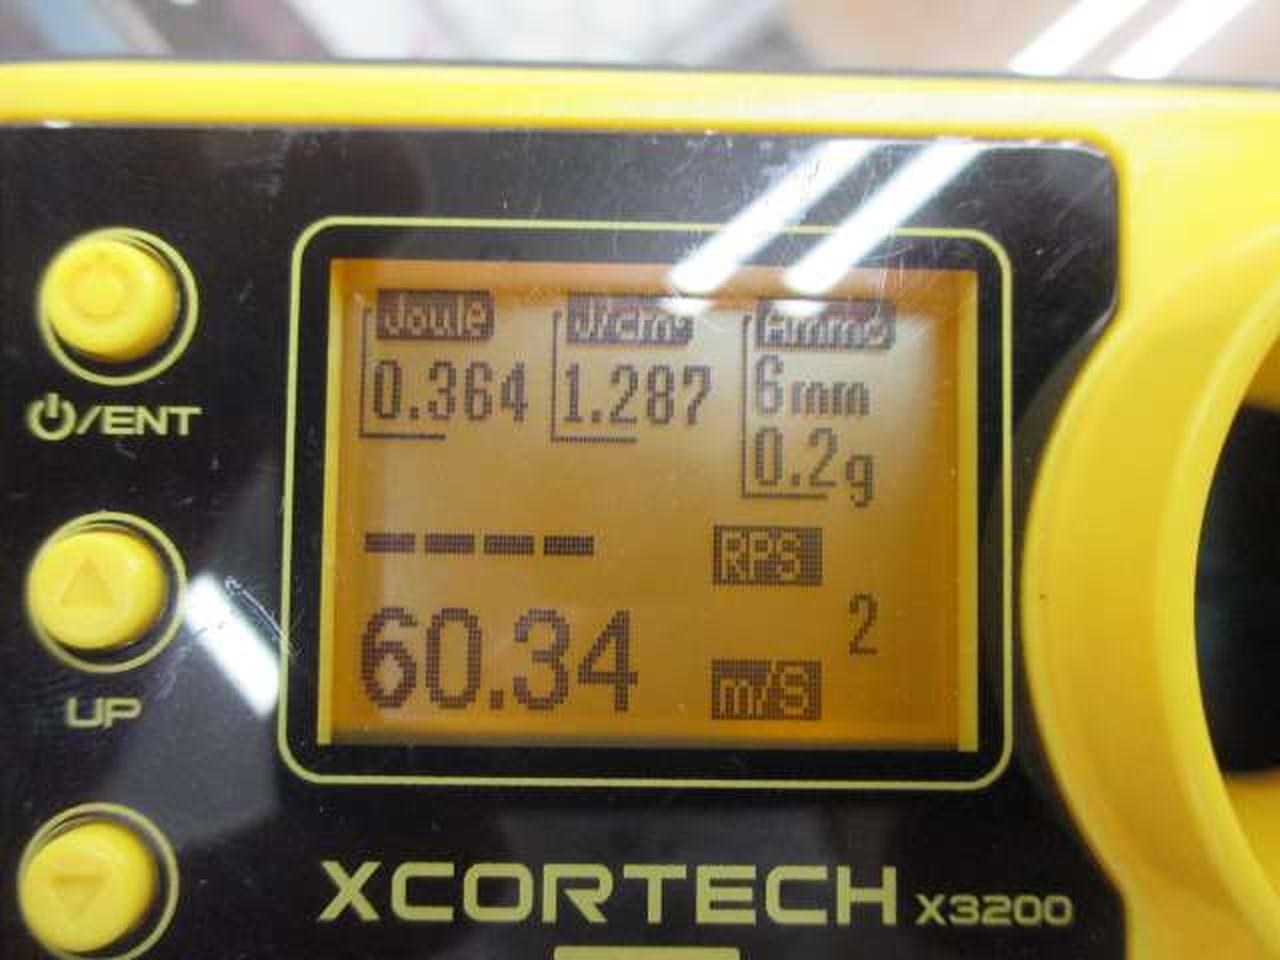 Joule J/cm² Ammo
0.364 1.287 6mm
0.2g
---- RPS
2
60.34 m/S
⏻/ENT
UP
XCORTECH X3200